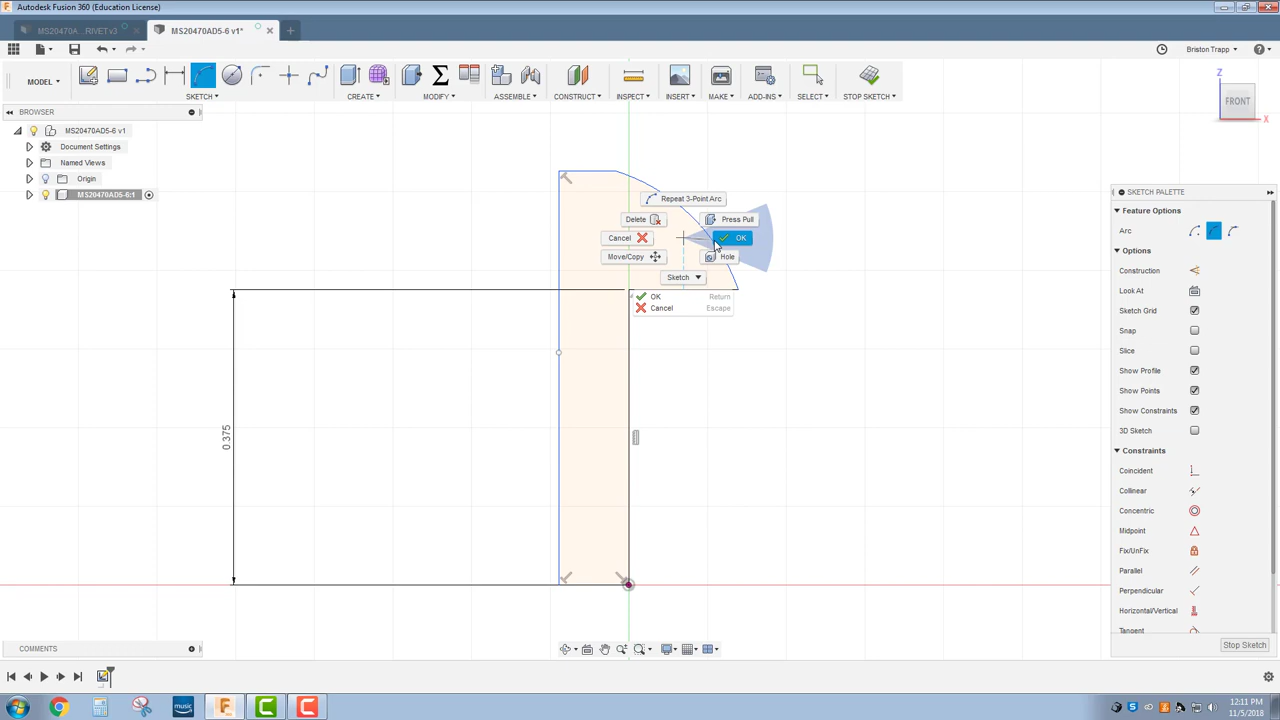 Autodesk Fusion 360 (Education License)
MS20470A...RIVET v3
MS20470AD5-6 v1*
Briston Trapp
MODEL
SKETCH
CREATE
MODIFY
ASSEMBLE
CONSTRUCT
INSPECT
INSERT
MAKE
ADD-INS
SELECT
STOP SKETCH
BROWSER
MS20470AD5-6 v1
Document Settings
Named Views
Origin
MS20470AD5-6:1
Z
FRONT
X
Repeat 3-Point Arc
Delete
Press Pull
Cancel
OK
Move/Copy
Hole
Sketch
OK Return
Cancel Escape
0.375
SKETCH PALETTE
Feature Options
Arc
Options
Construction
Look At
Sketch Grid
Snap
Slice
Show Profile
Show Points
Show Constraints
3D Sketch
Constraints
Coincident
Collinear
Concentric
Midpoint
Fix/UnFix
Parallel
Perpendicular
Horizontal/Vertical
Tangent
Stop Sketch
COMMENTS
music
12:11 PM
11/5/2018